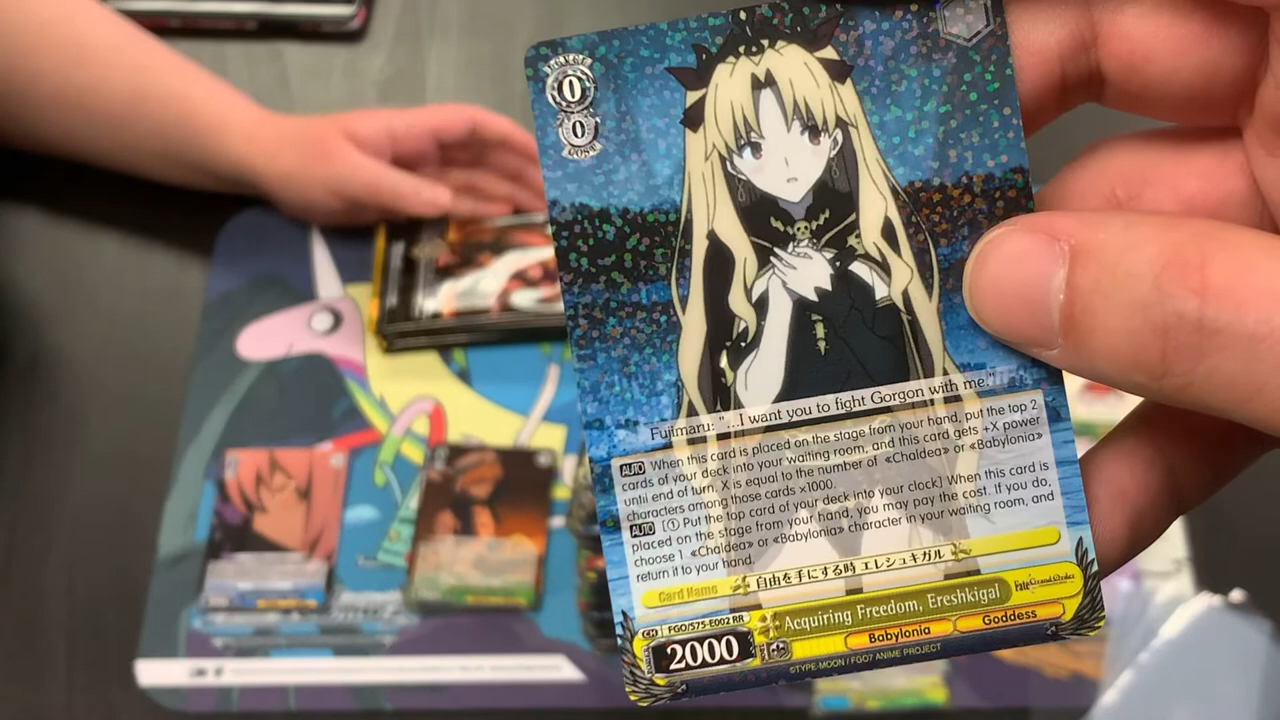 LEVEL
0
0
COST
Fujimaru: "...I want you to fight Gorgon with me."
AUTO When this card is placed on the stage from your hand, put the top 2
cards of your deck into your waiting room, and this card gets +X power
until end of turn. X is equal to the number of «Chaldea» or «Babylonia»
characters among those cards ×1000.
AUTO [① Put the top card of your deck into your clock] When this card is
placed on the stage from your hand, you may pay the cost. If you do,
choose 1 «Chaldea» or «Babylonia» character in your waiting room, and
return it to your hand.
Card Name 自由を手にする時 エレシュキガル
Acquiring Freedom, Ereshkigal
Fate/Grand Order
CH FGO/S75-E002 RR
2000
Babylonia Goddess
©TYPE-MOON / FGO7 ANIME PROJECT